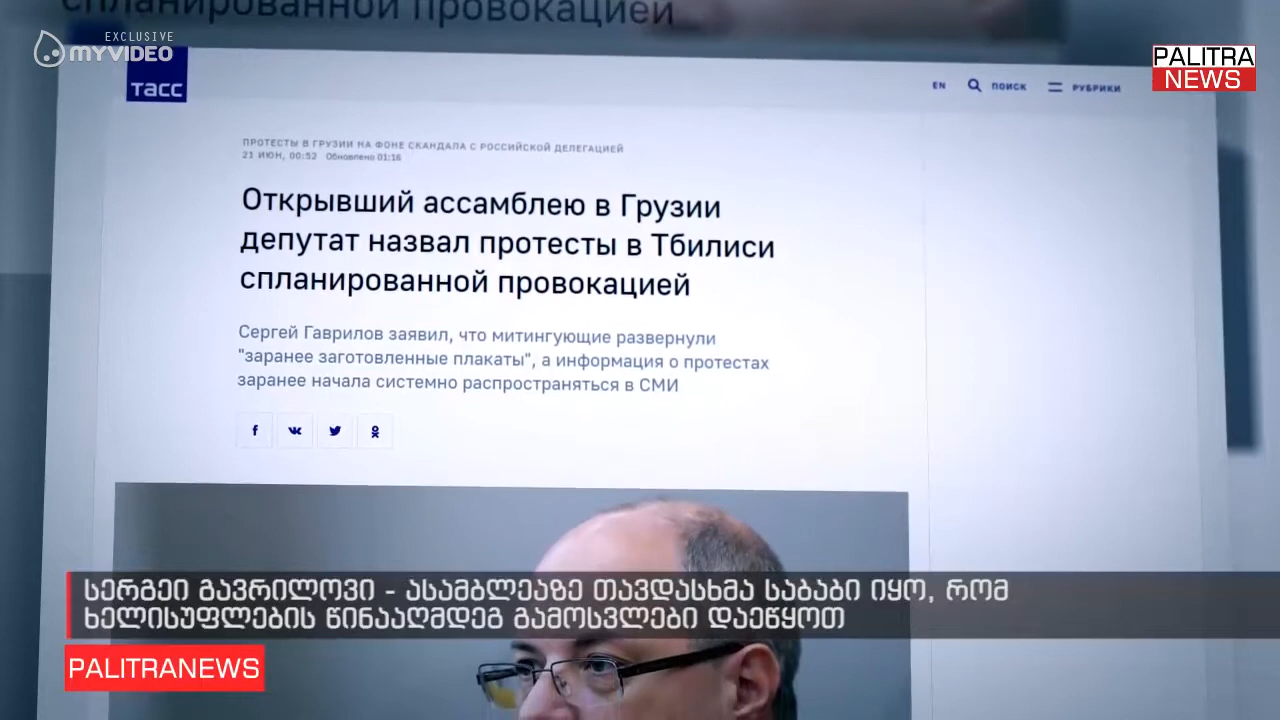 спланированной провокацией
EXCLUSIVE
MYVIDEO
PALITRA
NEWS
ТАСС
EN
ПОИСК
РУБРИКИ
ПРОТЕСТЫ В ГРУЗИИ НА ФОНЕ СКАНДАЛА С РОССИЙСКОЙ ДЕЛЕГАЦИЕЙ
21 ИЮН, 00:52 Обновлено 01:16
Открывший ассамблею в Грузии
депутат назвал протесты в Тбилиси
спланированной провокацией
Сергей Гаврилов заявил, что митингующие развернули
"заранее заготовленные плакаты", а информация о протестах
заранее начала системно распространяться в СМИ
სერგეი გავრილოვი - ასამბლეაზე თავდასხმა საბაბი იყო, რომ
ხელისუფლების წინააღმდეგ გამოსვლები დაეწყოთ
PALITRANEWS